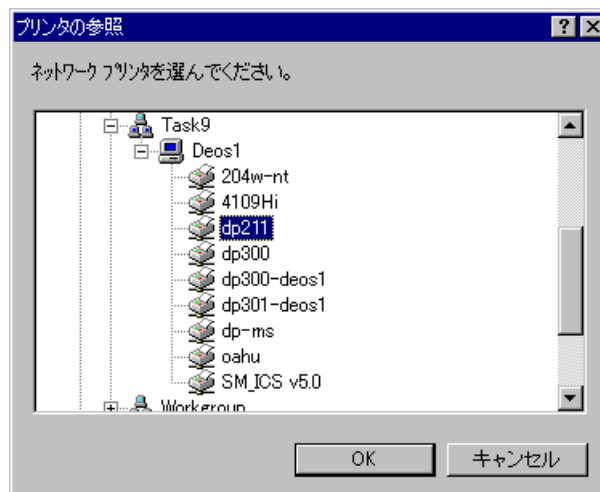 プリンタの参照
ネットワーク プリンタを選んでください。
Task9
Deos1
204w-nt
4109Hi
dp211
dp300
dp300-deos1
dp301-deos1
dp-ms
oahu
SM_ICS v5.0
Workgroup
OK
キャンセル